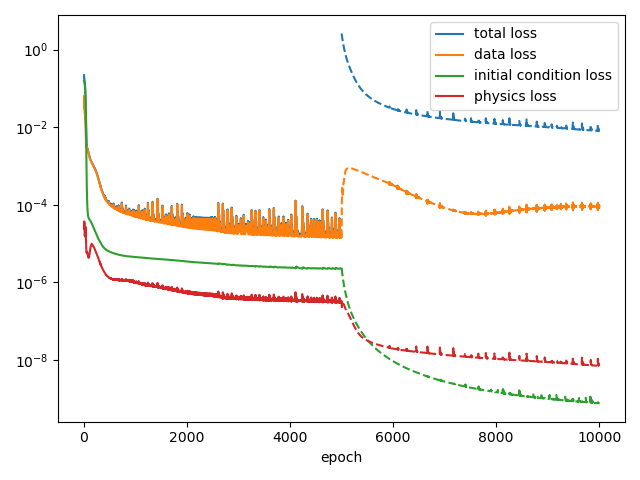 total loss
data loss
initial condition loss
physics loss
10^0
10^-2
10^-4
10^-6
10^-8
0 2000 4000 6000 8000 10000
epoch